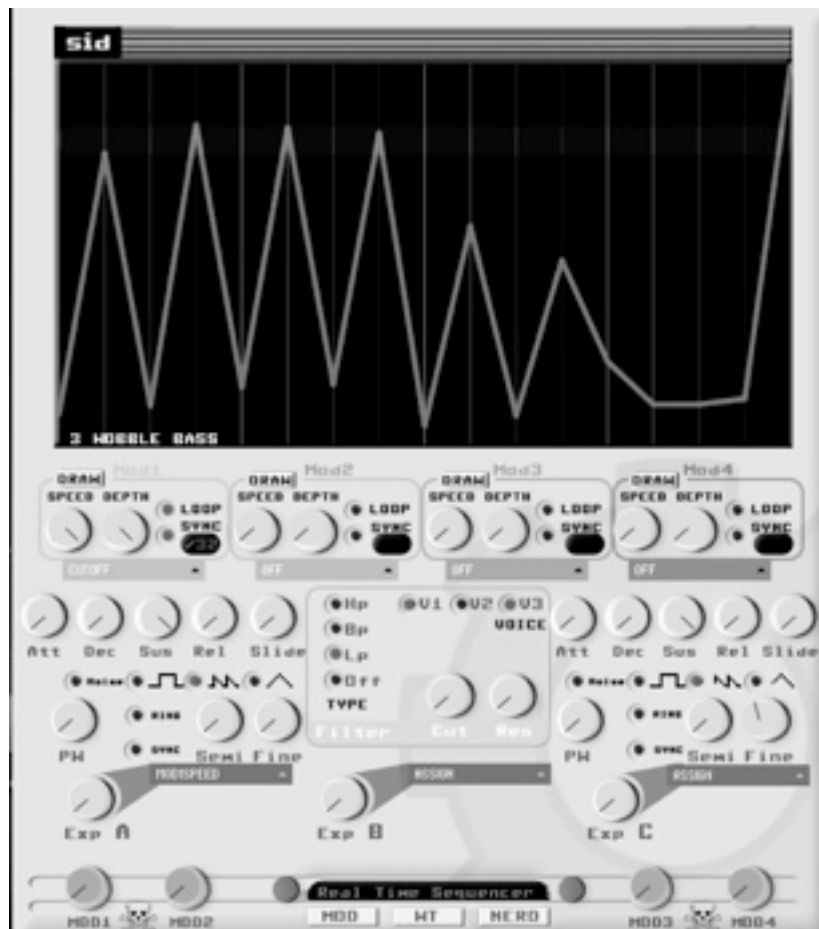 sid
3 WOBBLE BASS
Mod1 Mod2 Mod3 Mod4
DRAW DRAW DRAW DRAW
SPEED DEPTH SPEED DEPTH SPEED DEPTH SPEED DEPTH
LOOP LOOP LOOP LOOP
SYNC SYNC SYNC SYNC
/32
CUTOFF OFF OFF OFF
Hp V1 V2 V3
Bp VOICE
Att Dec Sus Rel Slide Lp Att Dec Sus Rel Slide
Noise Off Noise
TYPE
RING RING
Filter Cut Res
PW SYNC Semi Fine PW SYNC Semi Fine
MOD1SPEED ASSIGN ASSIGN
Exp A Exp B Exp C
Real Time Sequencer
MOD1 MOD2 MOD WT NERD MOD3 MOD4